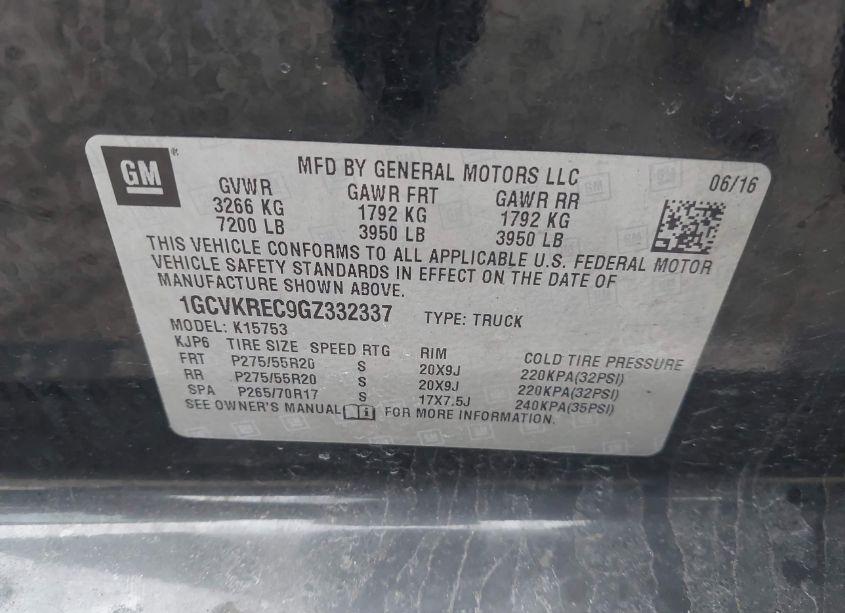 GM®
MFD BY GENERAL MOTORS LLC
06/16
GVWR GAWR FRT GAWR RR
3266 KG 1792 KG 1792 KG
7200 LB 3950 LB 3950 LB
THIS VEHICLE CONFORMS TO ALL APPLICABLE U.S. FEDERAL MOTOR
VEHICLE SAFETY STANDARDS IN EFFECT ON THE DATE OF
MANUFACTURE SHOWN ABOVE.
1GCVKREC9GZ332337 TYPE: TRUCK
MODEL: K15753
KJP6 TIRE SIZE SPEED RTG RIM COLD TIRE PRESSURE
FRT P275/55R20 S 20X9J 220KPA(32PSI)
RR P275/55R20 S 20X9J 220KPA(32PSI)
SPA P265/70R17 S 17X7.5J 240KPA(35PSI)
SEE OWNER'S MANUAL FOR MORE INFORMATION.